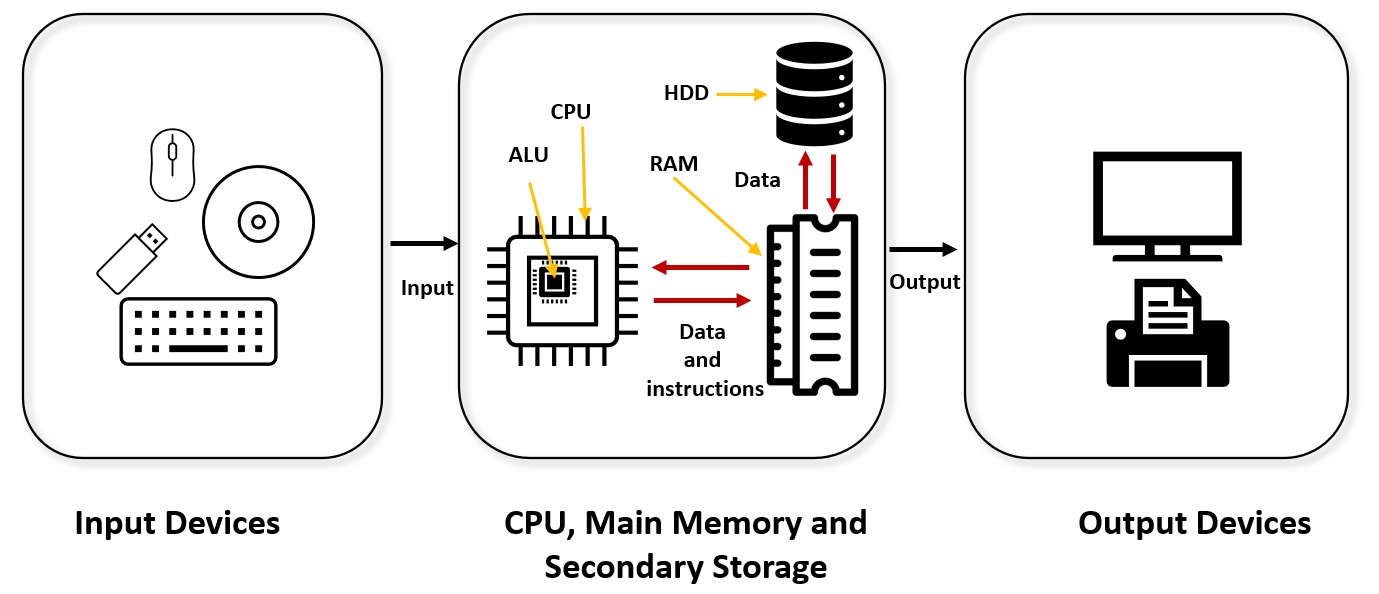 HDD
CPU
ALU
RAM
Data
Input
Data
and
instructions
Output
Input Devices
CPU, Main Memory and
Secondary Storage
Output Devices